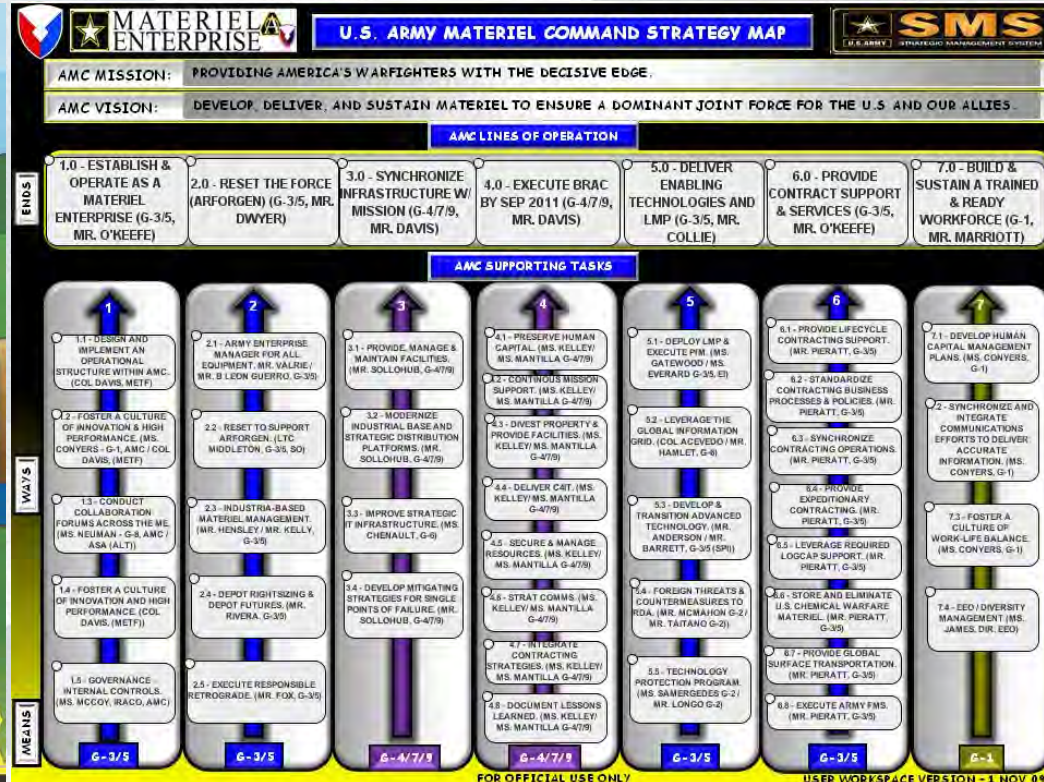 MATERIEL
ENTERPRISE
U.S. ARMY MATERIEL COMMAND STRATEGY MAP
SMS
U.S.ARMY STRATEGIC MANAGEMENT SYSTEM
AMC MISSION: PROVIDING AMERICA'S WARFIGHTERS WITH THE DECISIVE EDGE.
AMC VISION: DEVELOP, DELIVER, AND SUSTAIN MATERIEL TO ENSURE A DOMINANT JOINT FORCE FOR THE U.S AND OUR ALLIES.
AMC LINES OF OPERATION
ENDS
1.0 - ESTABLISH &
OPERATE AS A
MATERIEL
ENTERPRISE (G-3/5,
MR. O'KEEFE)
2.0 - RESET THE FORCE
(ARFORGEN) (G-3/5, MR.
DWYER)
3.0 - SYNCHRONIZE
INFRASTRUCTURE W/
MISSION (G-4/7/9,
MR. DAVIS)
4.0 - EXECUTE BRAC
BY SEP 2011 (G-4/7/9,
MR. DAVIS)
5.0 - DELIVER
ENABLING
TECHNOLOGIES AND
LMP (G-3/5, MR.
COLLIE)
6.0 - PROVIDE
CONTRACT SUPPORT
& SERVICES (G-3/5,
MR. O'KEEFE)
7.0 - BUILD &
SUSTAIN A TRAINED
& READY
WORKFORCE (G-1,
MR. MARRIOTT)
AMC SUPPORTING TASKS
WAYS
MEANS
1
1.1 - DESIGN AND
IMPLEMENT AN
OPERATIONAL
STRUCTURE WITHIN AMC.
(COL DAVIS, METF)
1.2 - FOSTER A CULTURE
OF INNOVATION & HIGH
PERFORMANCE. (MS.
CONYERS - G-1, AMC / COL
DAVIS, (METF)
1.3 - CONDUCT
COLLABORATION
FORUMS ACROSS THE ME.
(MS. NEUMAN - G-8, AMC /
ASA (ALT))
1.4 - FOSTER A CULTURE
OF INNOVATION AND HIGH
PERFORMANCE. (COL
DAVIS, (METF))
1.5 - GOVERNANCE -
INTERNAL CONTROLS.
(MS. MCCOY, IRACO, AMC)
G-3/5
2
2.1 - ARMY ENTERPRISE
MANAGER FOR ALL
EQUIPMENT. MR. VALRIE /
MR. B LEON GUERRO, G-3/5)
2.2 - RESET TO SUPPORT
ARFORGEN. (LTC
MIDDLETON, G-3/5, SO)
2.3 - INDUSTRIA-BASED
MATERIEL MANAGEMENT.
(MR. HENSLEY / MR. KELLY,
G-3/5)
2.4 - DEPOT RIGHTSIZING &
DEPOT FUTURES. (MR.
RIVERA, G-3/5)
2.5 - EXECUTE RESPONSIBLE
RETROGRADE. (MR. FOX, G-3/5)
G-3/5
3
3.1 - PROVIDE, MANAGE &
MAINTAIN FACILITIES.
(MR. SOLLOHUB, G-4/7/9)
3.2 - MODERNIZE
INDUSTRIAL BASE AND
STRATEGIC DISTRIBUTION
PLATFORMS. (MR.
SOLLOHUB, G-4/7/9)
3.3 - IMPROVE STRATEGIC
IT INFRASTRUCTURE. (MS.
CHENAULT, G-6)
3.4 - DEVELOP MITIGATING
STRATEGIES FOR SINGLE
POINTS OF FAILURE. (MR.
SOLLOHUB, G-4/7/9)
G-4/7/9
4
4.1 - PRESERVE HUMAN
CAPITAL. (MS. KELLEY/
MS. MANTILLA G-4/7/9)
4.2 - CONTINOUS MISSION
SUPPORT. (MS. KELLEY/
MS. MANTILLA G-4/7/9)
4.3 - DIVEST PROPERTY &
PROVIDE FACILITIES. (MS.
KELLEY/ MS. MANTILLA
G-4/7/9)
4.4 - DELIVER C4IT. (MS.
KELLEY/ MS. MANTILLA
G-4/7/9)
4.5 - SECURE & MANAGE
RESOURCES. (MS. KELLEY/
MS. MANTILLA G-4/7/9)
4.6 - STRAT COMMS. (MS.
KELLEY/ MS. MANTILLA
G-4/7/9)
4.7 - INTEGRATE
CONTRACTING
STRATEGIES. (MS. KELLEY/
MS. MANTILLA G-4/7/9)
4.8 - DOCUMENT LESSONS
LEARNED. (MS. KELLEY/
MS. MANTILLA G-4/7/9)
G-4/7/9
5
5.1 - DEPLOY LMP &
EXECUTE PIM. (MS.
GATEWOOD / MS.
EVERARD G-3/5, EI)
5.2 - LEVERAGE THE
GLOBAL INFORMATION
GRID. (COL ACEVEDO / MR.
HAMLET, G-6)
5.3 - DEVELOP &
TRANSITION ADVANCED
TECHNOLOGY. (MR.
ANDERSON / MR.
BARRETT, G-3/5 (SPI))
5.4 - FOREIGN THREATS &
COUNTERMEASURES TO
RDA. (MR. MCMAHON G-2 /
MR. TAITANO G-2))
5.5 - TECHNOLOGY
PROTECTION PROGRAM.
(MS. SAMERGEDES G-2 /
MR. LONGO G-2)
G-3/5
6
6.1 - PROVIDE LIFECYCLE
CONTRACTING SUPPORT.
(MR. PIERATT, G-3/5)
6.2 - STANDARDIZE
CONTRACTING BUSINESS
PROCESSES & POLICIES. (MR.
PIERATT, G-3/5)
6.3 - SYNCHRONIZE
CONTRACTING OPERATIONS.
(MR. PIERATT, G-3/5)
6.4 - PROVIDE
EXPEDITIONARY
CONTRACTING. (MR.
PIERATT, G-3/5)
6.5 - LEVERAGE REQUIRED
LOGCAP SUPPORT. (MR.
PIERATT, G-3/5)
6.6 - STORE AND ELIMINATE
U.S. CHEMICAL WARFARE
MATERIEL. (MR. PIERATT,
G-3/5)
6.7 - PROVIDE GLOBAL
SURFACE TRANSPORTATION.
(MR. PIERATT, G-3/5)
6.8 - EXECUTE ARMY FMS.
(MR. PIERATT, G-3/5)
G-3/5
7
7.1 - DEVELOP HUMAN
CAPITAL MANAGEMENT
PLANS. (MS. CONYERS,
G-1)
7.2 - SYNCHRONIZE AND
INTEGRATE
COMMUNICATIONS
EFFORTS TO DELIVER
ACCURATE
INFORMATION. (MS.
CONYERS, G-1)
7.3 - FOSTER A
CULTURE OF
WORK-LIFE BALANCE.
(MS. CONYERS, G-1)
7.4 - EEO / DIVERSITY
MANAGEMENT (MS.
JAMES, DIR. EEO)
G-1
FOR OFFICIAL USE ONLY
USER WORKSPACE VERSION - 1 NOV 09